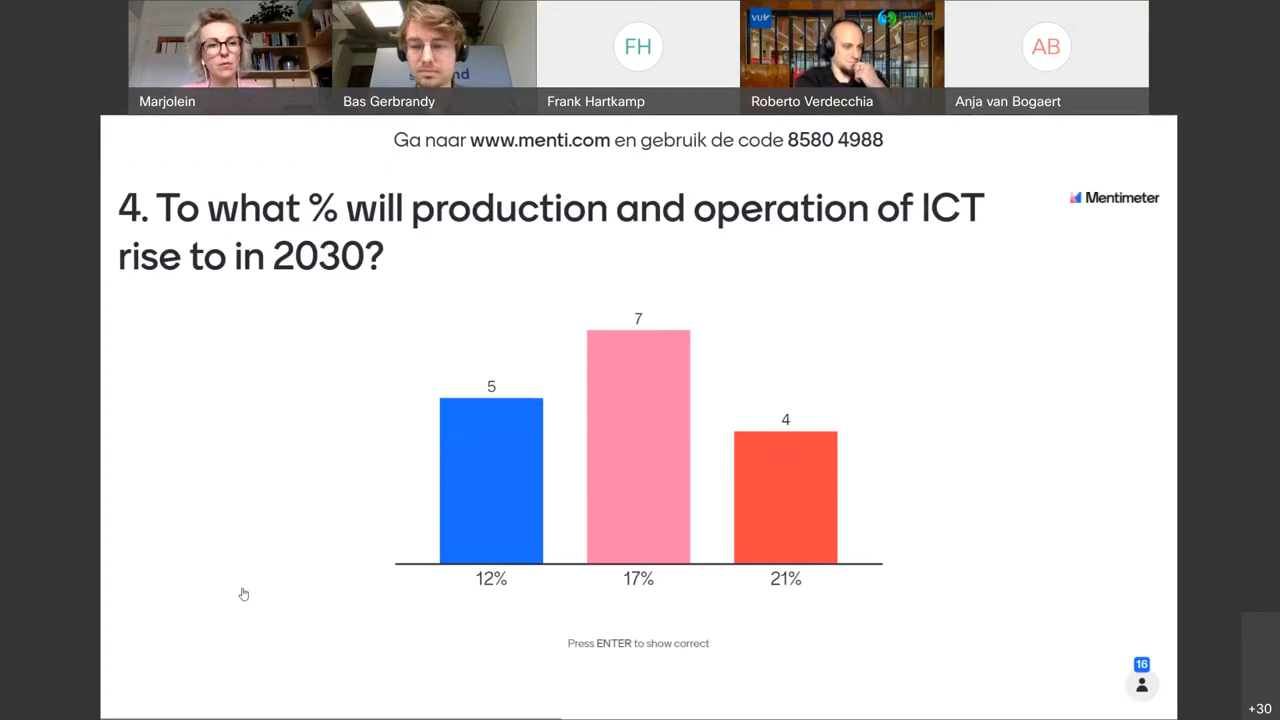 FH
AB
VU
Marjolein
Bas Gerbrandy
Frank Hartkamp
Roberto Verdecchia
Anja van Bogaert
Ga naar www.menti.com en gebruik de code 8580 4988
Mentimeter
4. To what % will production and operation of ICT
rise to in 2030?
5
7
4
12%
17%
21%
Press ENTER to show correct
16
+30